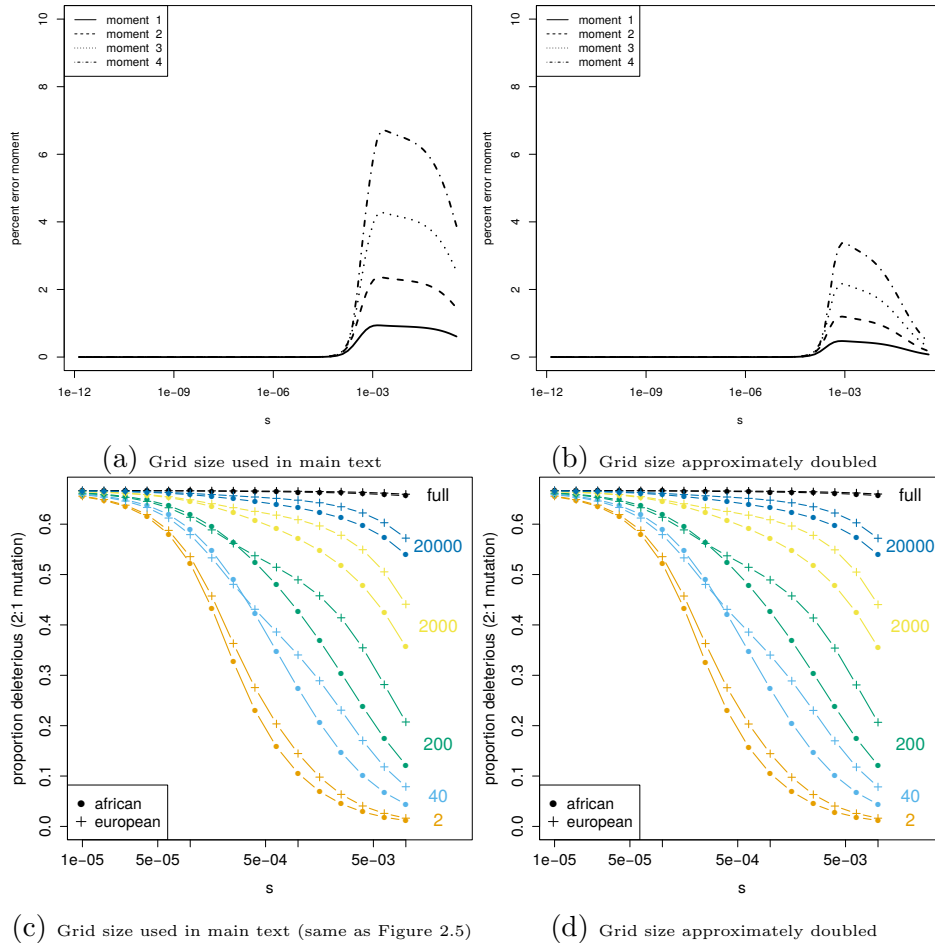 moment 1
moment 2
moment 3
moment 4
percent error moment
0 2 4 6 8 10
1e-12 1e-09 1e-06 1e-03
s
(a) Grid size used in main text
moment 1
moment 2
moment 3
moment 4
percent error moment
0 2 4 6 8 10
1e-12 1e-09 1e-06 1e-03
s
(b) Grid size approximately doubled
proportion deleterious (2:1 mutation)
0.0 0.1 0.2 0.3 0.4 0.5 0.6
full
20000
2000
200
40
2
african
european
1e-05 5e-05 5e-04 5e-03
s
(c) Grid size used in main text (same as Figure 2.5)
proportion deleterious (2:1 mutation)
0.0 0.1 0.2 0.3 0.4 0.5 0.6
full
20000
2000
200
40
2
african
european
1e-05 5e-05 5e-04 5e-03
s
(d) Grid size approximately doubled